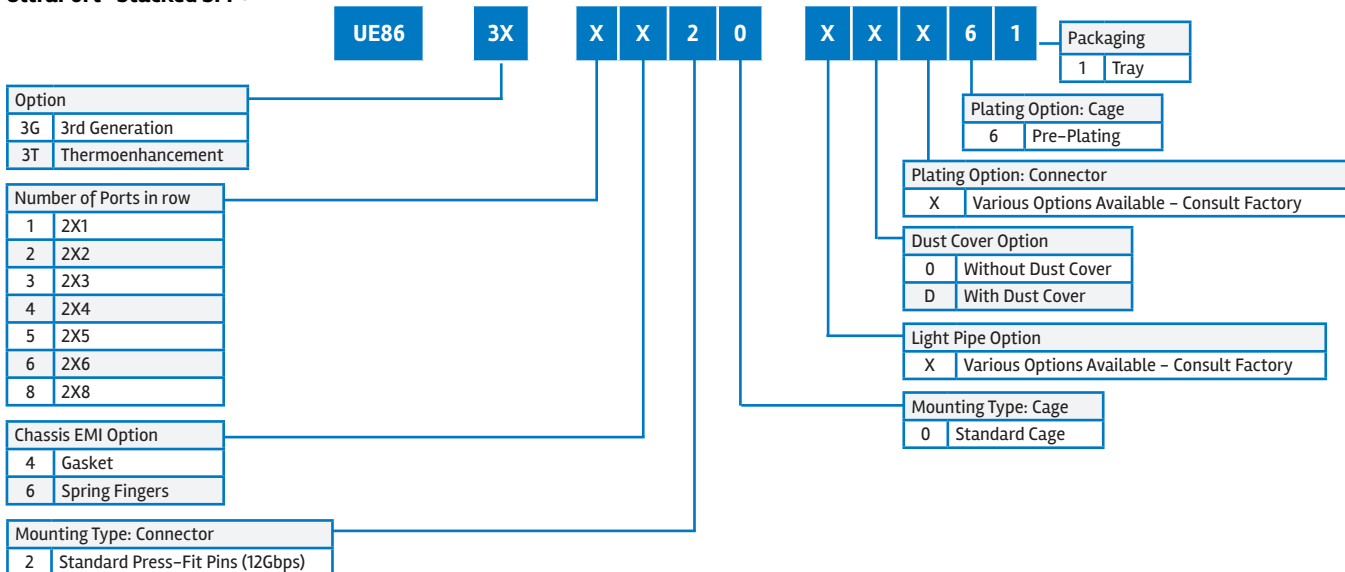 UE86 3X X X 2 0 X X X 6 1
Packaging
1 Tray
Option
3G 3rd Generation
3T Thermoenhancement
Plating Option: Cage
6 Pre-Plating
Plating Option: Connector
X Various Options Available - Consult Factory
Number of Ports in row
1 2X1
2 2X2
3 2X3
4 2X4
5 2X5
6 2X6
8 2X8
Dust Cover Option
0 Without Dust Cover
D With Dust Cover
Light Pipe Option
X Various Options Available - Consult Factory
Mounting Type: Cage
0 Standard Cage
Chassis EMI Option
4 Gasket
6 Spring Fingers
Mounting Type: Connector
2 Standard Press-Fit Pins (12Gbps)